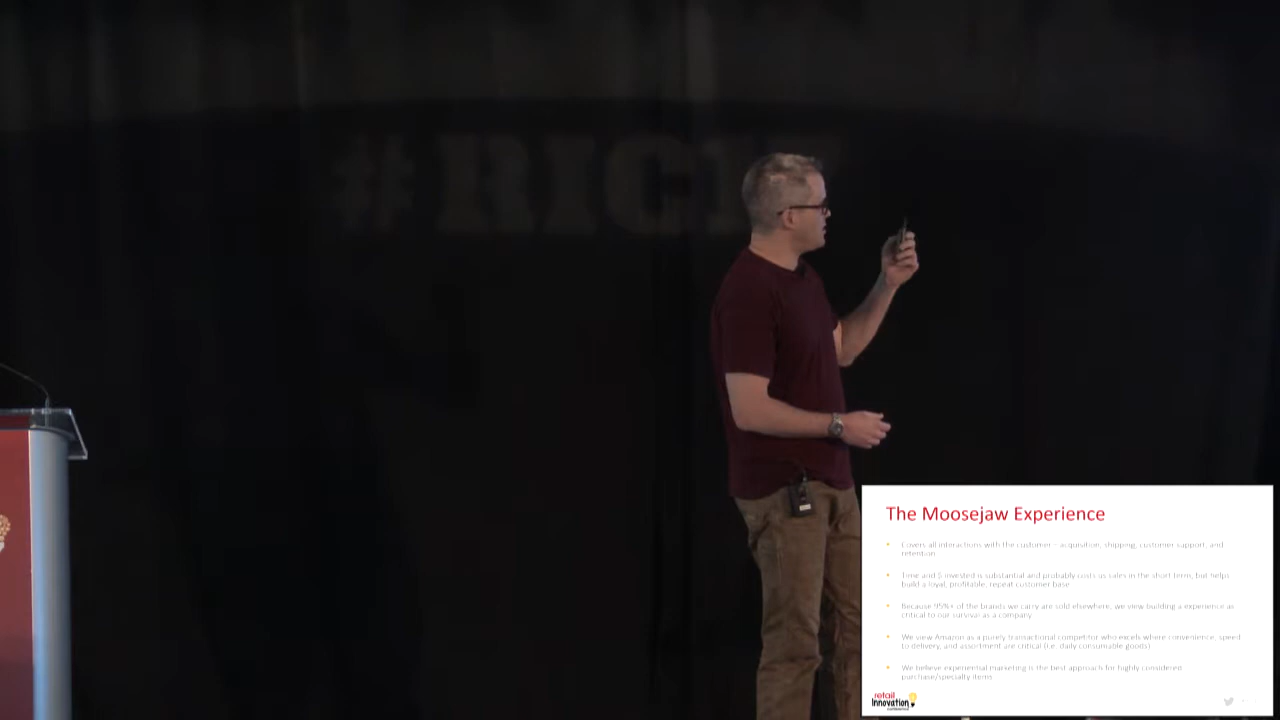 #RIC17
The Moosejaw Experience
• Covers all interactions with the customer – acquisition, shipping, customer support, and
retention
• Time and $ invested is substantial and probably costs us sales in the short term, but helps
build a loyal, profitable, repeat customer base
• Because 95%+ of the brands we carry are sold elsewhere, we view building a experience as
critical to our survival as a company
• We view Amazon as a purely transactional competitor who excels where convenience, speed
to delivery, and assortment are critical (i.e. daily consumable goods)
• We believe experiential marketing is the best approach for highly considered
purchase/specialty items
retail
innovation
conference